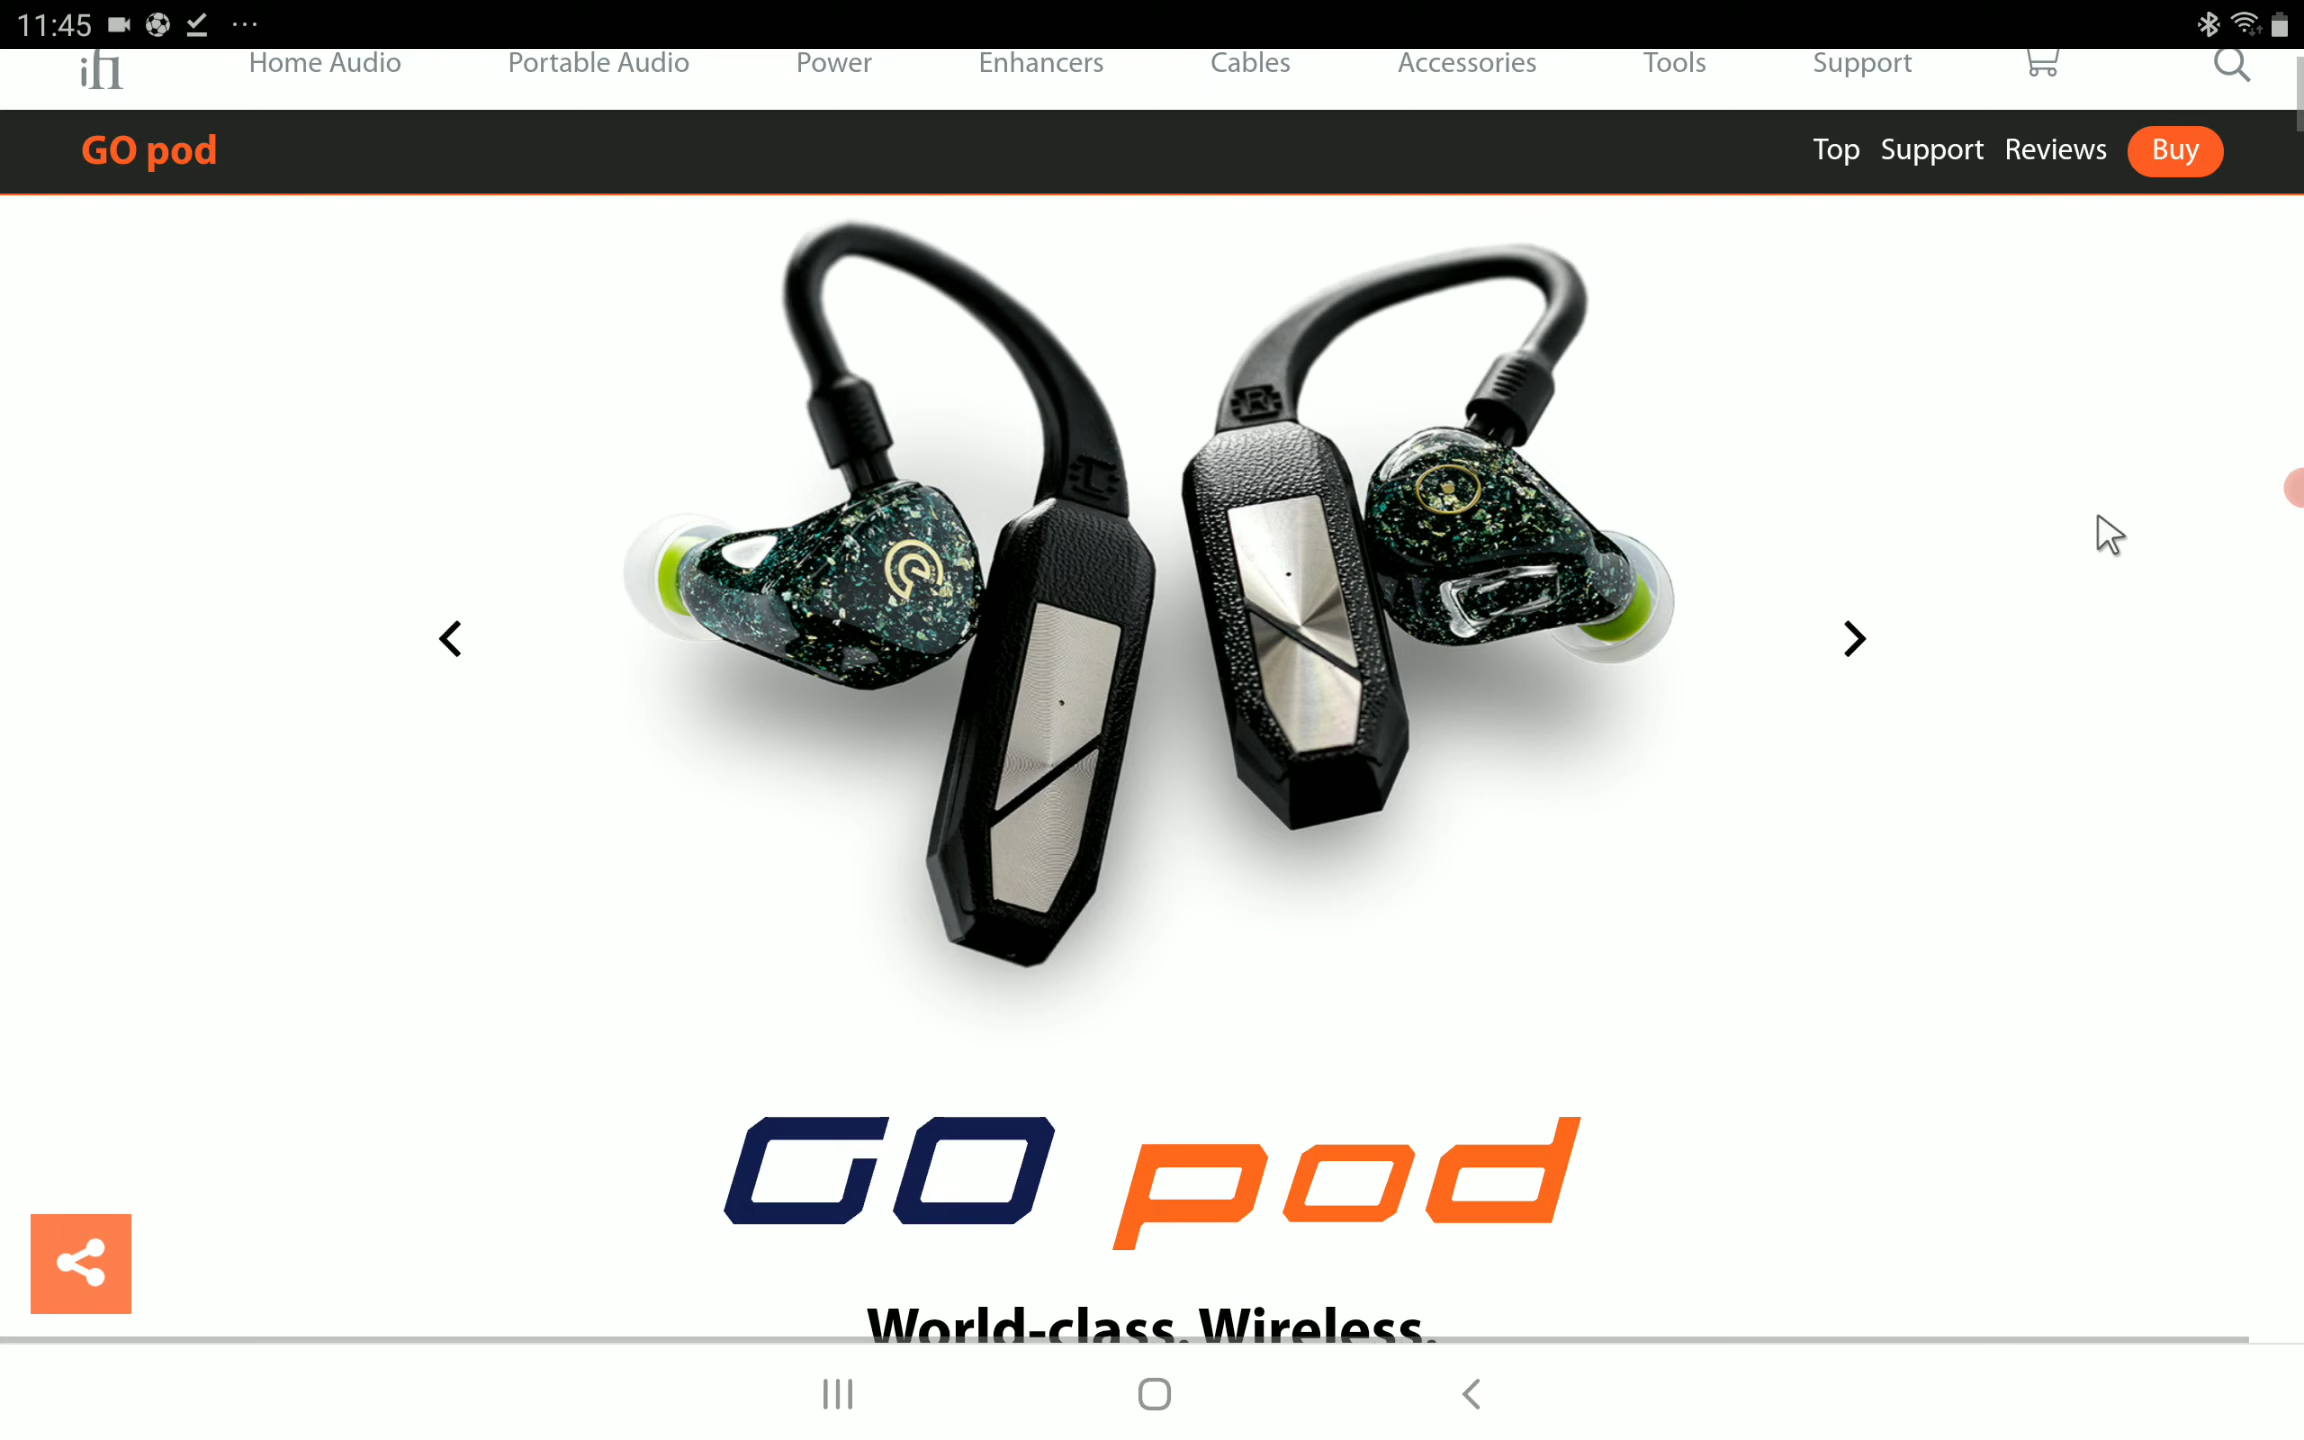 11:45
Home Audio Portable Audio Power Enhancers Cables Accessories Tools Support
GO pod
Top Support Reviews Buy
R
L
GO pod
World-class. Wireless.